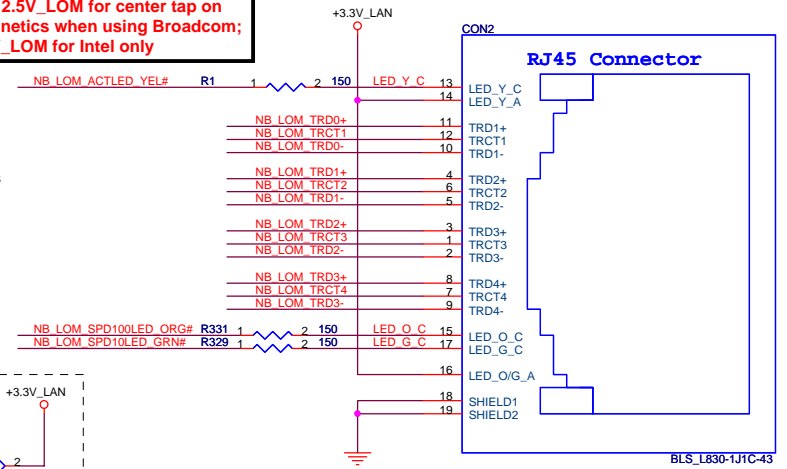 2.5V_LOM for center tap on
netics when using Broadcom;
_LOM for Intel only
+3.3V_LAN
CON2
RJ45 Connector
NB_LOM_ACTLED_YEL# R1 1 2 150 LED_Y_C 13 LED_Y_C
14 LED_Y_A
NB_LOM_TRD0+ 11 TRD1+
NB_LOM_TRCT1 12 TRCT1
NB_LOM_TRD0- 10 TRD1-
NB_LOM_TRD1+ 4 TRD2+
NB_LOM_TRCT2 6 TRCT2
NB_LOM_TRD1- 5 TRD2-
NB_LOM_TRD2+ 3 TRD3+
NB_LOM_TRCT3 1 TRCT3
NB_LOM_TRD2- 2 TRD3-
NB_LOM_TRD3+ 8 TRD4+
NB_LOM_TRCT4 7 TRCT4
NB_LOM_TRD3- 9 TRD4-
NB_LOM_SPD100LED_ORG# R331 1 2 150 LED_O_C 15 LED_O_C
NB_LOM_SPD10LED_GRN# R329 1 2 150 LED_G_C 17 LED_G_C
16 LED_O/G_A
+3.3V_LAN
18 SHIELD1
19 SHIELD2
2
BLS_L830-1J1C-43